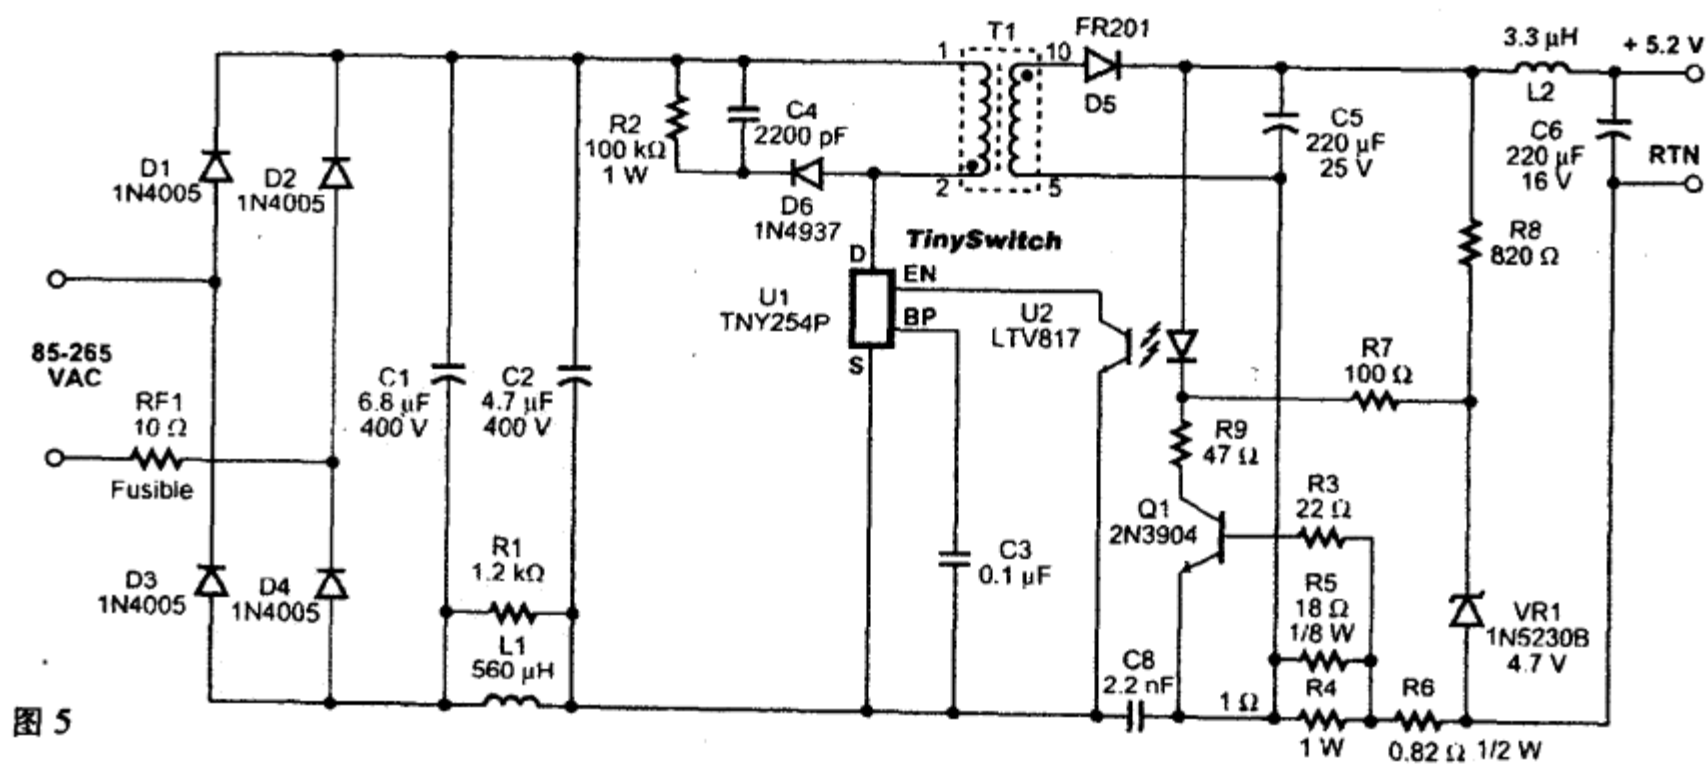 T1
FR201
1
10
D5
2
5
3.3 μH
L2
+ 5.2 V
C5
220 μF
25 V
C6
220 μF
16 V
RTN
R2
100 kΩ
1 W
C4
2200 pF
D6
1N4937
D1
1N4005
D2
1N4005
TinySwitch
D
EN
BP
S
U1
TNY254P
U2
LTV817
R8
820 Ω
R7
100 Ω
85-265
VAC
RF1
10 Ω
Fusible
C1
6.8 μF
400 V
C2
4.7 μF
400 V
R9
47 Ω
Q1
2N3904
R3
22 Ω
R5
18 Ω
1/8 W
R4
1 Ω
1 W
R6
0.82 Ω 1/2 W
VR1
1N5230B
4.7 V
D3
1N4005
D4
1N4005
R1
1.2 kΩ
L1
560 μH
C3
0.1 μF
C8
2.2 nF
图 5